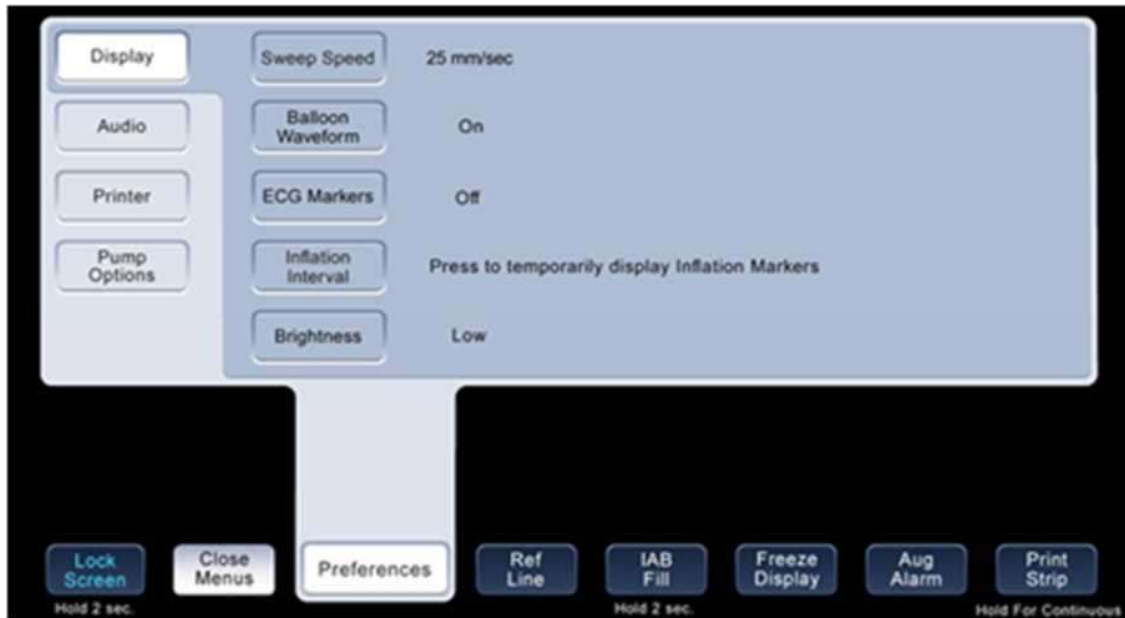 Display
Sweep Speed
25 mm/sec
Audio
Balloon
Waveform
On
Printer
ECG Markers
Off
Pump
Options
Inflation
Interval
Press to temporarily display Inflation Markers
Brightness
Low
Lock
Screen
Hold 2 sec.
Close
Menus
Preferences
Ref
Line
IAB
Fill
Hold 2 sec.
Freeze
Display
Aug
Alarm
Print
Strip
Hold For Continuous